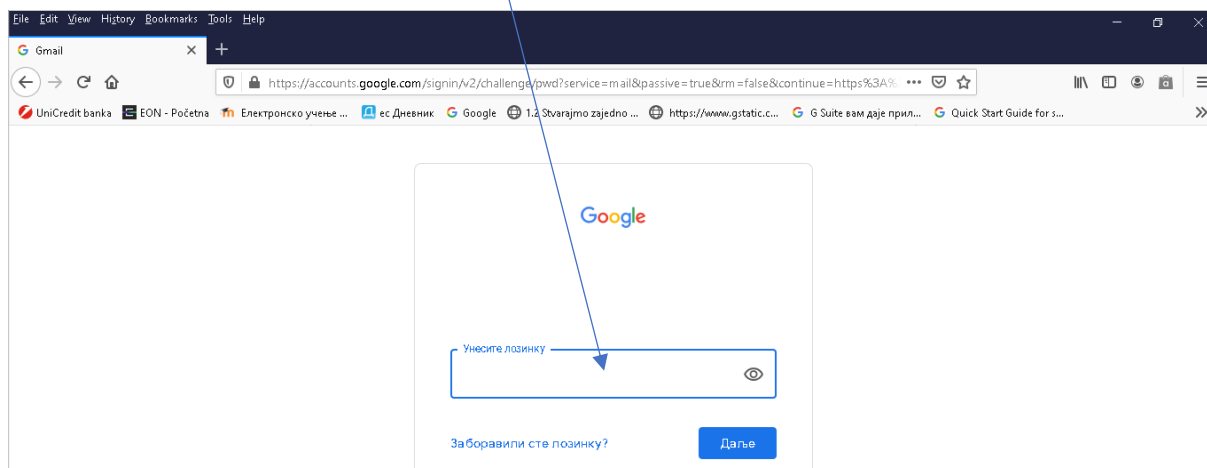 File Edit View History Bookmarks Tools Help
Gmail
https://accounts.google.com/signin/v2/challenge/pwd?service=mail&passive=true&rm=false&continue=https%3A%
UniCredit banka EON - Početna Електронско учење ... ес Дневник Google 1.2 Stvarajmo zajedno ... https://www.gstatic.c... G Suite вам даје прил... Quick Start Guide for s...
Google
Унесите лозинку
Заборавили сте лозинку? Даље